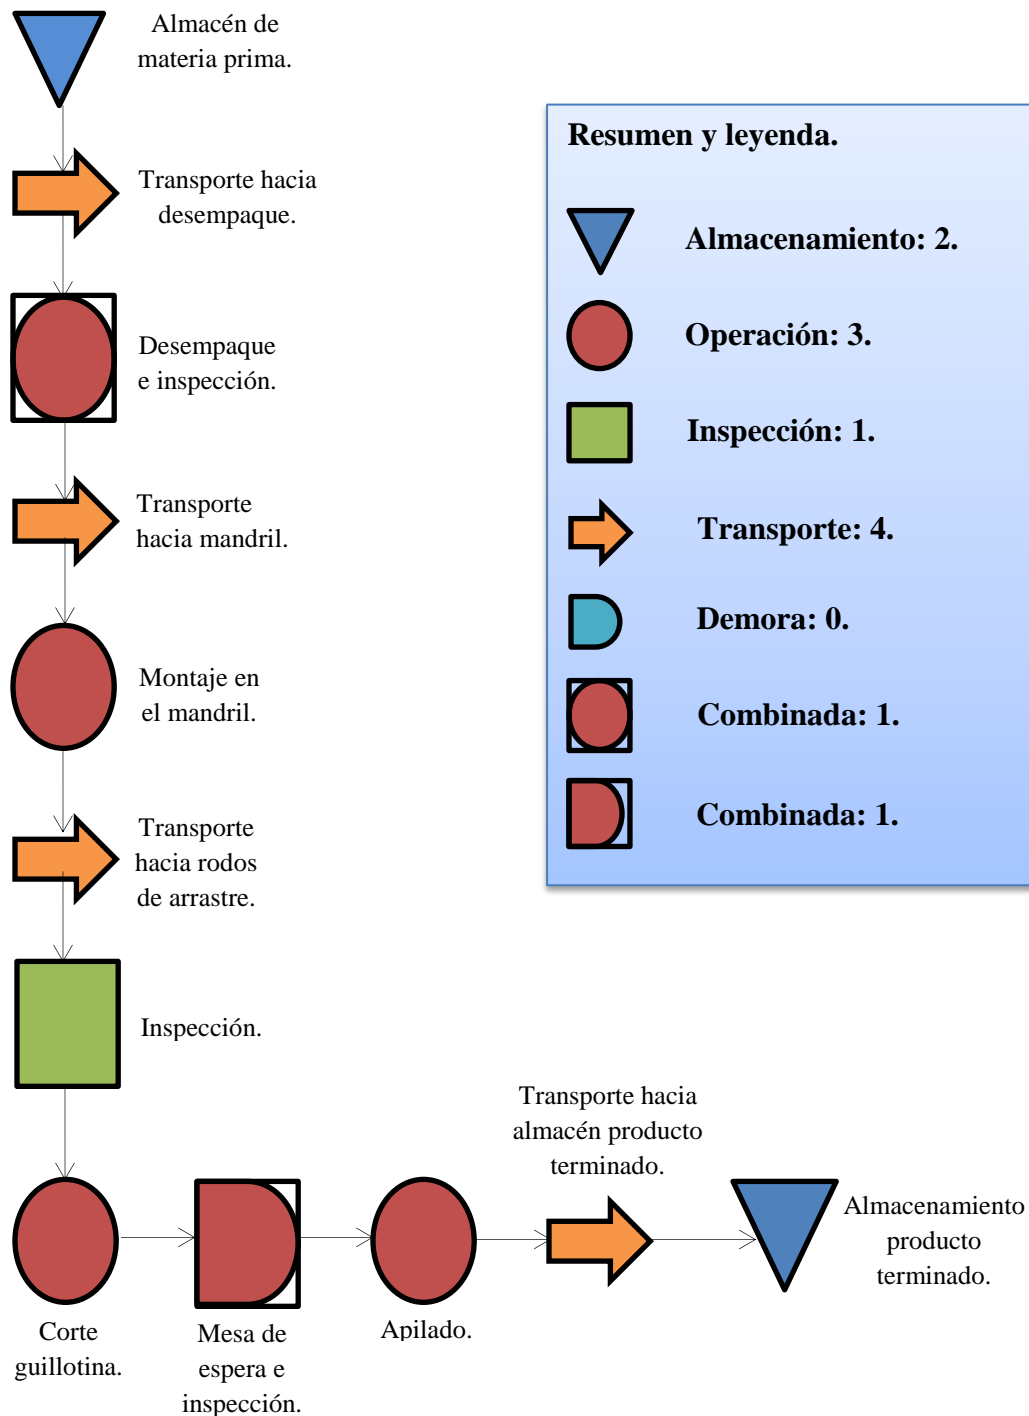 Almacén de
materia prima.
Transporte hacia
desempaque.
Desempaque
e inspección.
Transporte
hacia mandril.
Montaje en
el mandril.
Transporte
hacia rodos
de arrastre.
Inspección.
Corte
guillotina.
Mesa de
espera e
inspección.
Apilado.
Transporte hacia
almacén producto
terminado.
Almacenamiento
producto
terminado.
Resumen y leyenda.
Almacenamiento: 2.
Operación: 3.
Inspección: 1.
Transporte: 4.
Demora: 0.
Combinada: 1.
Combinada: 1.